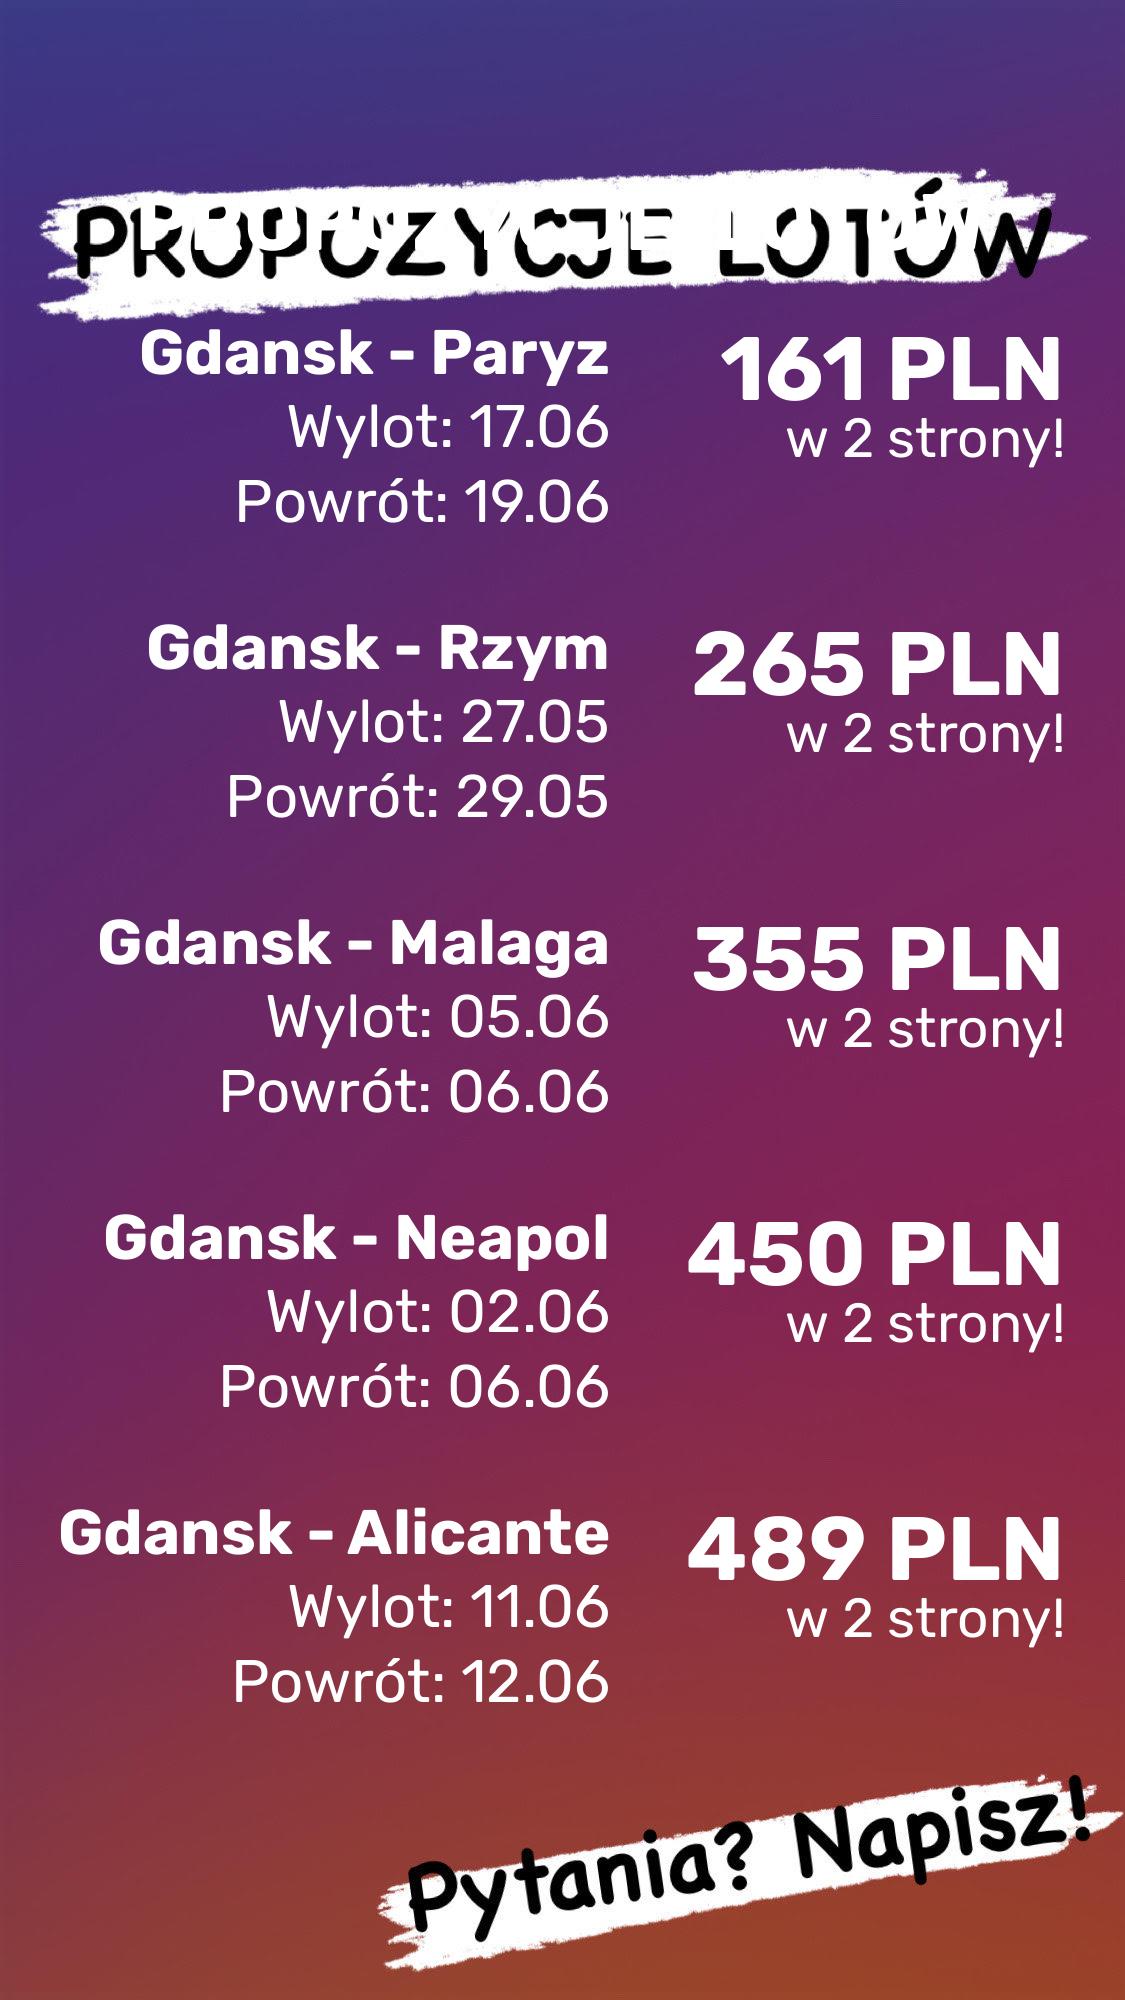 PROPOZYCJE LOTÓW
Gdansk - Paryz
161 PLN
Wylot: 17.06
w 2 strony!
Powrót: 19.06
Gdansk - Rzym
265 PLN
Wylot: 27.05
w 2 strony!
Powrót: 29.05
Gdansk - Malaga
355 PLN
Wylot: 05.06
w 2 strony!
Powrót: 06.06
Gdansk - Neapol
450 PLN
Wylot: 02.06
w 2 strony!
Powrót: 06.06
Gdansk - Alicante
489 PLN
Wylot: 11.06
w 2 strony!
Powrót: 12.06
Pytania? Napisz!